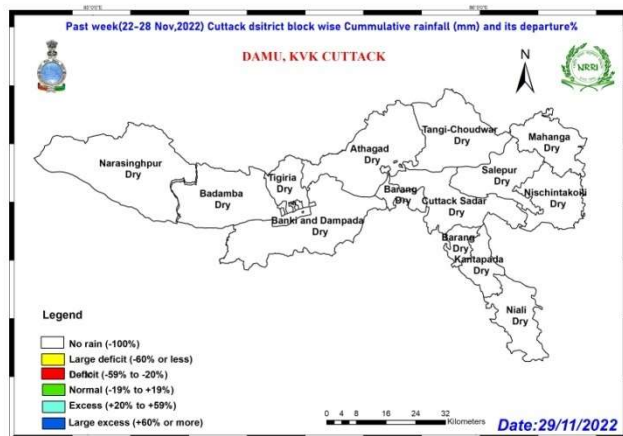 Past week(22-28 Nov,2022) Cuttack dsitrict block wise Cummulative rainfall (mm) and its departure%
DAMU, KVK CUTTACK
N
NRRI
Tangi-Choudwar
Dry
Mahanga
Dry
Athagad
Dry
Narasinghpur
Dry
Salepur
Dry
Tigiria
Dry
Badamba
Dry
Barang
Dry
Nischintakoili
Dry
Cuttack Sadar
Dry
Banki and Dampada
Dry
Barang
Dry
Kantapada
Dry
Niali
Dry
Legend
No rain (-100%)
Large deficit (-60% or less)
Deficit (-59% to -20%)
Normal (-19% to +19%)
Excess (+20% to +59%)
Large excess (+60% or more)
0 4 8 16 24 32
Kilometers
Date:29/11/2022